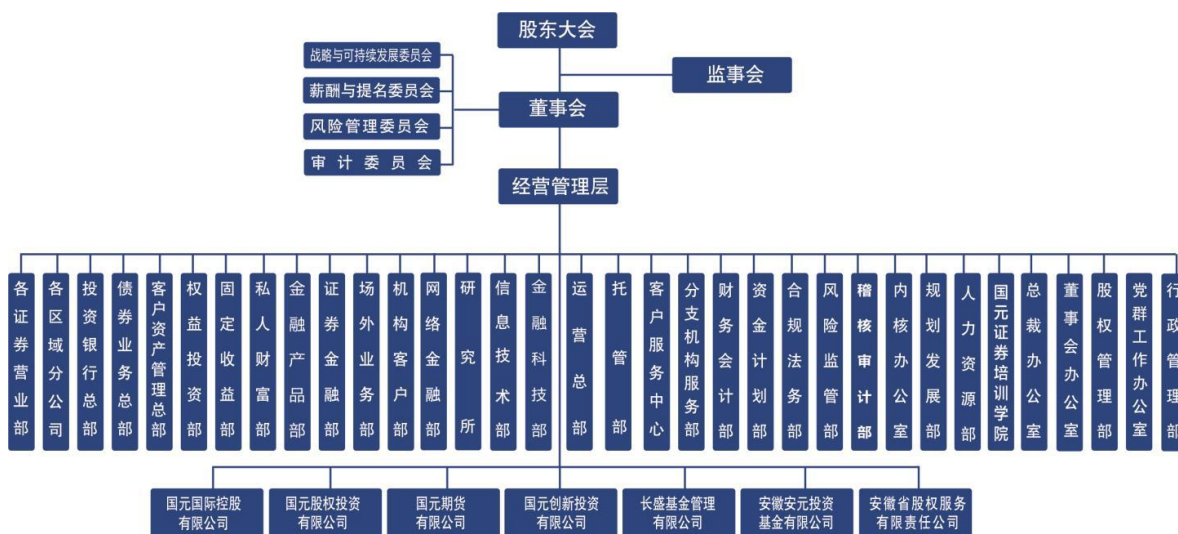 股东大会
战略与可持续发展委员会
监事会
薪酬与提名委员会
董事会
风险管理委员会
审计委员会
经营管理层
各证券营业部
各区域分公司
投资银行总部
债券业务总部
客户资产管理总部
权益投资部
固定收益部
私人财富部
金融产品部
证券金融部
场外业务部
机构客户部
网络金融部
研究所
信息技术部
金融科技部
运营总部
托管部
客户服务中心
分支机构服务部
财务会计部
资金计划部
合规法务部
风险监管部
稽核审计部
内核办公室
规划发展部
人力资源部
国元证券培训学院
总裁办公室
董事会办公室
股权管理部
党群工作办公室
行政管理部
国元国际控股
有限公司
国元股权投资
有限公司
国元期货
有限公司
国元创新投资
有限公司
长盛基金管理
有限公司
安徽安元投资
基金有限公司
安徽省股权服务
有限责任公司